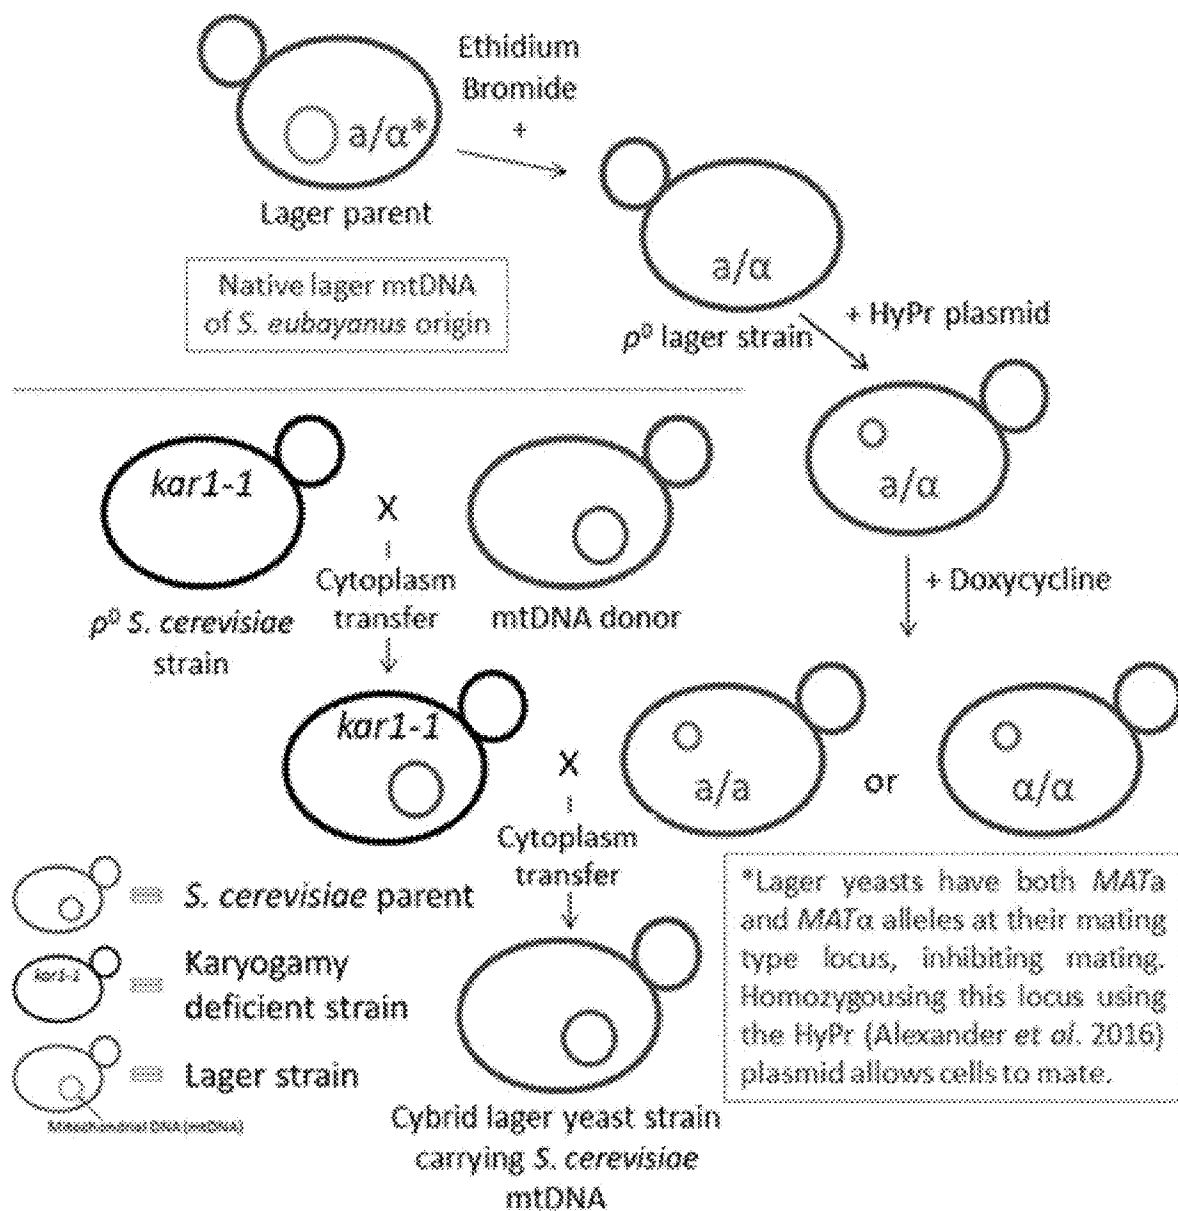 Ethidium
Bromide
+
a/α*
Lager parent
a/α
Native lager mtDNA
of S. eubayanus origin
ρ⁰ lager strain
+ HyPr plasmid
kar1-1
X
a/α
Cytoplasm
transfer
mtDNA donor
+ Doxycycline
ρ⁰ S. cerevisiae
strain
kar1-1
X
a/a
or
α/α
Cytoplasm
transfer
= S. cerevisiae parent
kar1-1
= Karyogamy
deficient strain
= Lager strain
Mitochondrial DNA (mtDNA)
*Lager yeasts have both MATa
and MATα alleles at their mating
type locus, inhibiting mating.
Homozygousing this locus using
the HyPr (Alexander et al. 2016)
plasmid allows cells to mate.
Cybrid lager yeast strain
carrying S. cerevisiae
mtDNA